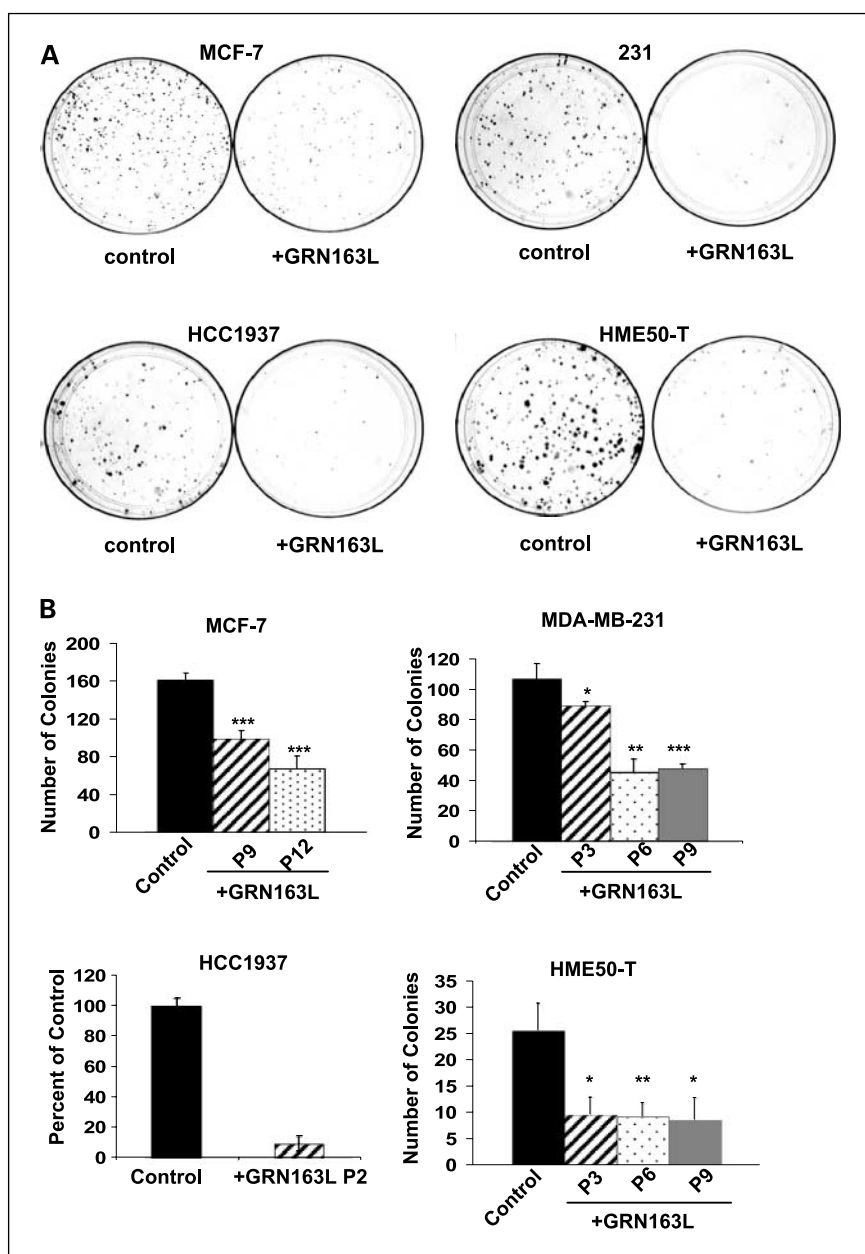 A
MCF-7
231
control
+GRN163L
control
+GRN163L
HCC1937
HME50-T
control
+GRN163L
control
+GRN163L
B
MCF-7
Number of Colonies
200
160
120
80
40
0
***
***
Control
P9
P12
+GRN163L
MDA-MB-231
Number of Colonies
120
100
80
60
40
20
0
*
**
***
Control
P3
P6
P9
+GRN163L
HCC1937
Percent of Control
120
100
80
60
40
20
0
Control
+GRN163L P2
HME50-T
Number of Colonies
35
30
25
20
15
10
5
0
*
**
*
Control
P3
P6
P9
+GRN163L